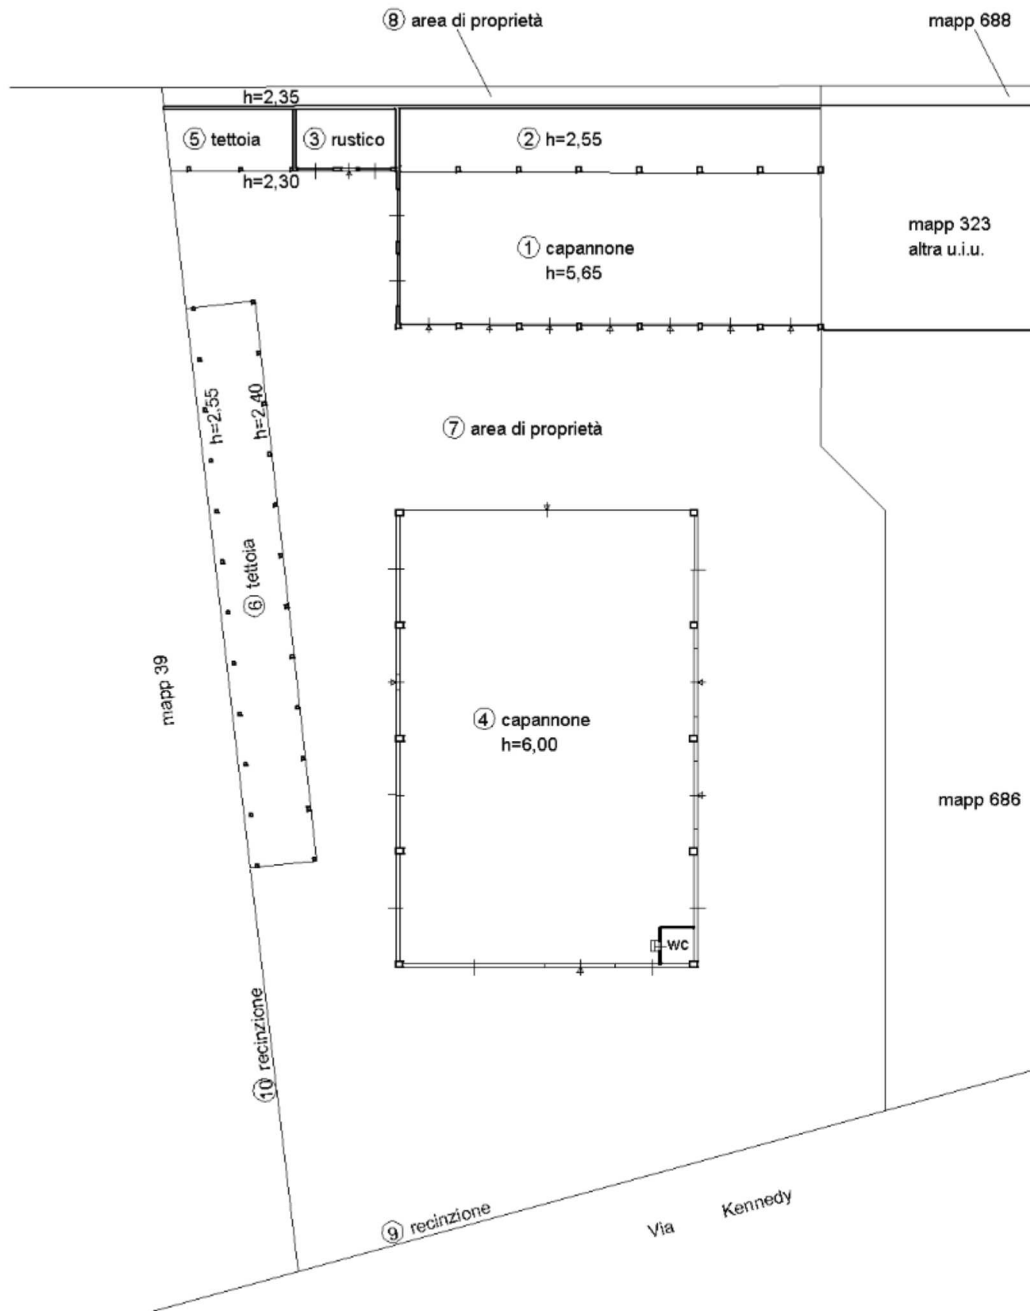 8 area di proprietà
mapp 688
h=2,35
5 tettoia
3 rustico
2 h=2,55
h=2,30
mapp 323
altra u.i.u.
1 capannone
h=5,65
h=2,55
h=2,40
7 area di proprietà
6 tettoia
mapp 39
4 capannone
h=6,00
mapp 686
wc
10 recinzione
9 recinzione
Via Kennedy